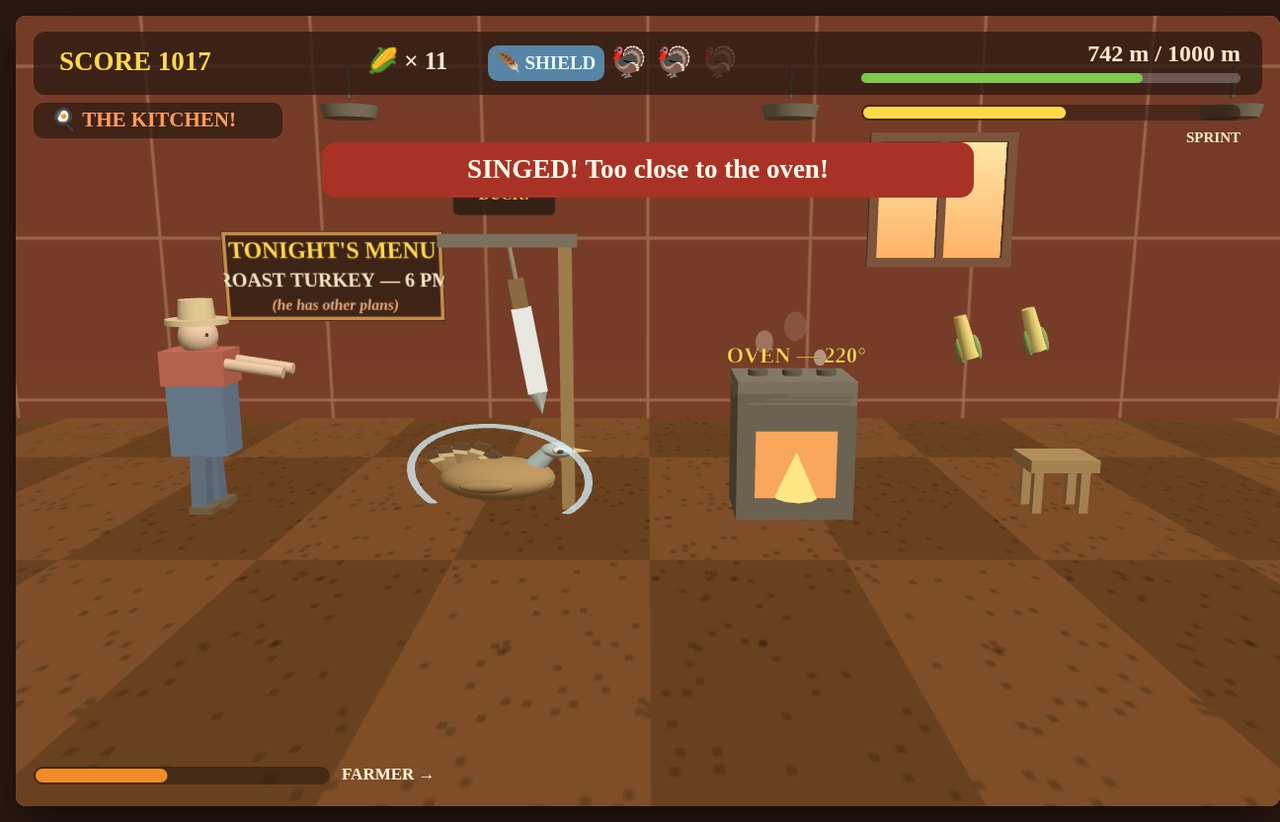 SCORE 1017
× 11
SHIELD
742 m / 1000 m
THE KITCHEN!
SPRINT
SINGED! Too close to the oven!
TONIGHT'S MENU
ROAST TURKEY — 6 PM
(he has other plans)
OVEN — 220°
FARMER →